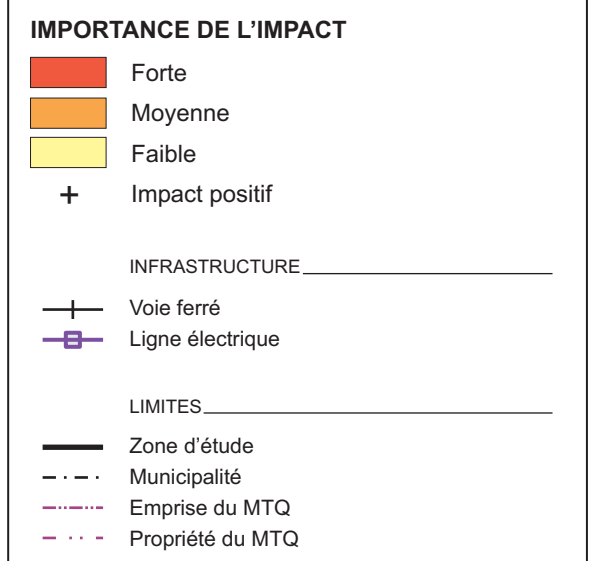 IMPORTANCE DE L'IMPACT
Forte
Moyenne
Faible
+ Impact positif
INFRASTRUCTURE
Voie ferré
Ligne électrique
LIMITES
Zone d'étude
Municipalité
Emprise du MTQ
Propriété du MTQ